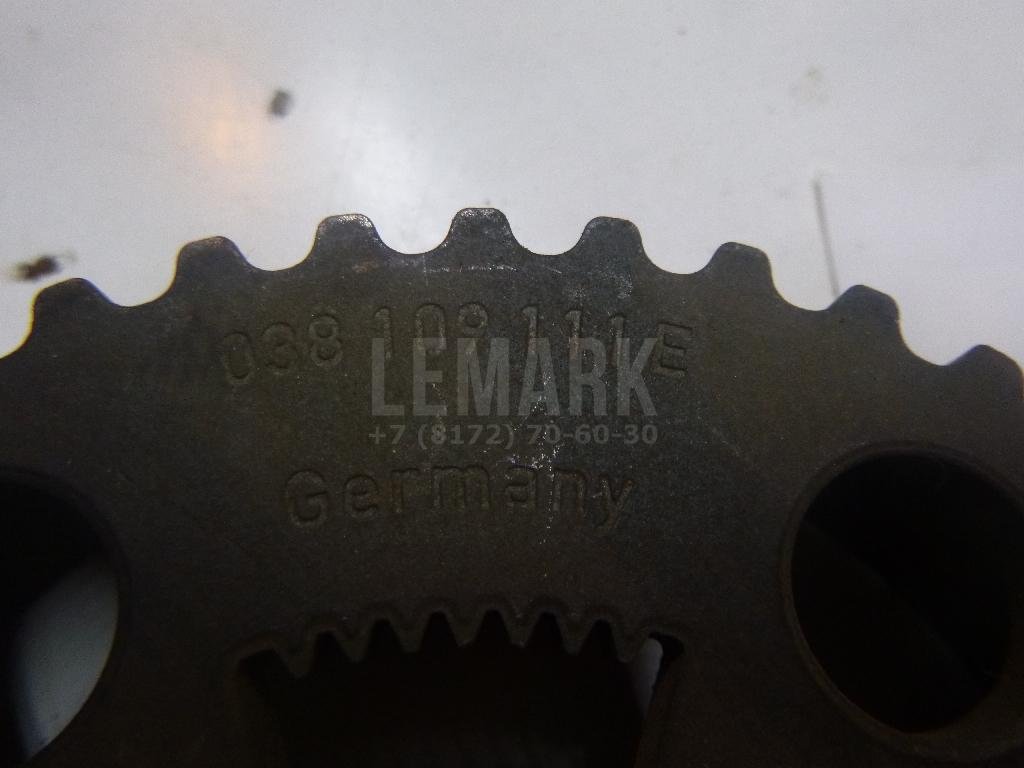 038 109 111 E
LEMARK
+7 (8172) 70-60-30
Germany